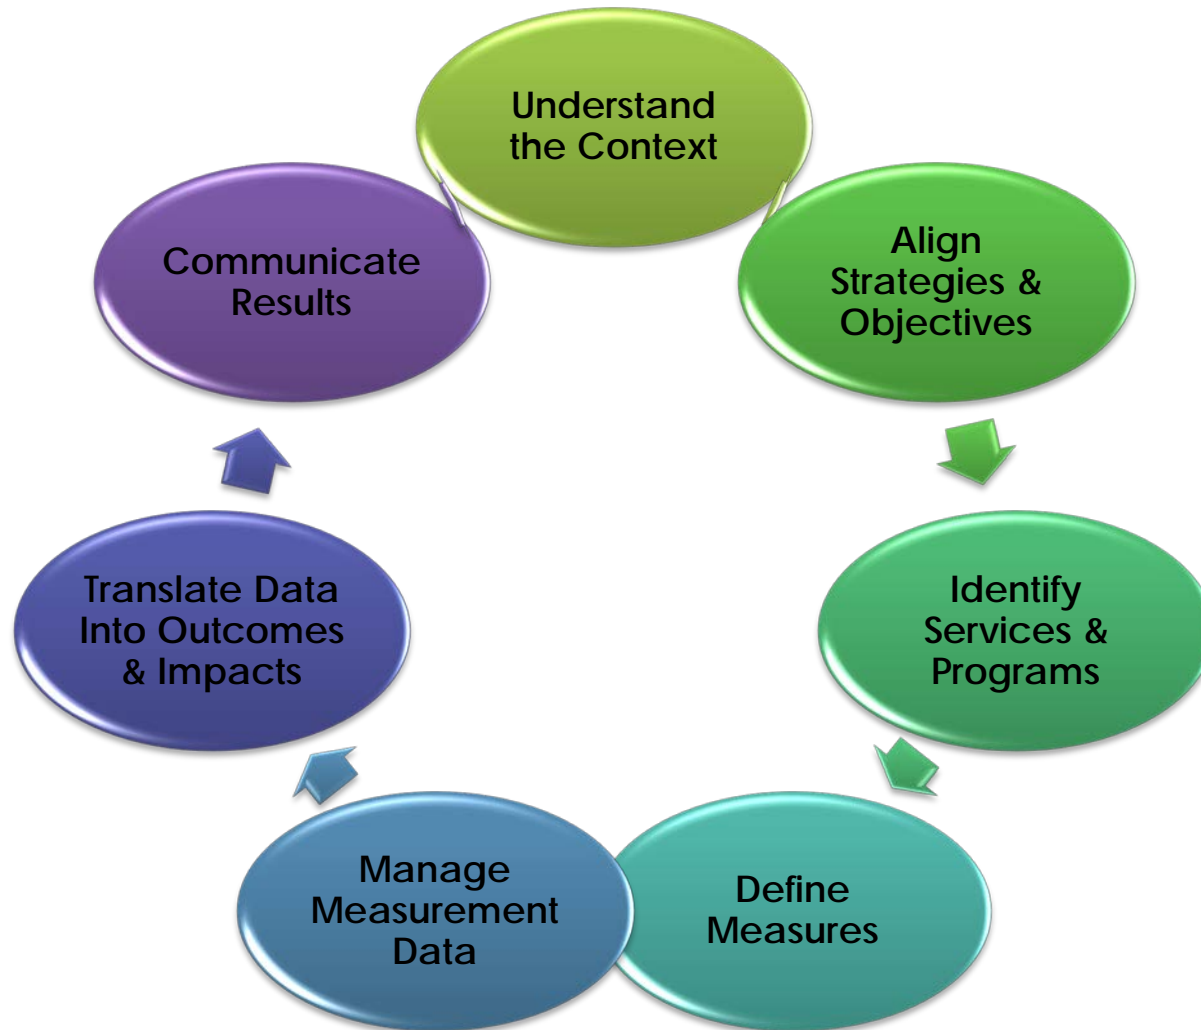 Understand
the Context
Align
Strategies &
Objectives
Identify
Services &
Programs
Define
Measures
Manage
Measurement
Data
Translate Data
Into Outcomes
& Impacts
Communicate
Results